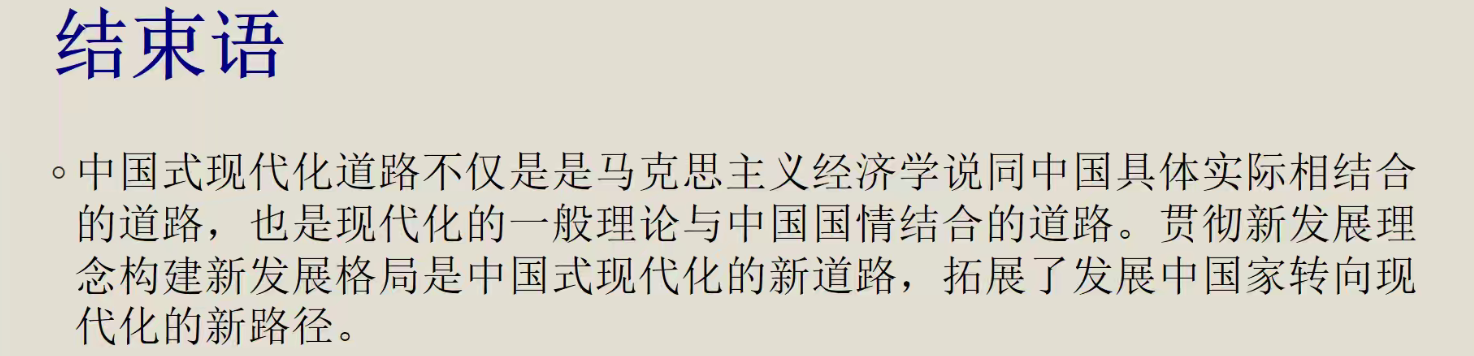 结束语
◦中国式现代化道路不仅是是马克思主义经济学说同中国具体实际相结合
的道路，也是现代化的一般理论与中国国情结合的道路。贯彻新发展理
念构建新发展格局是中国式现代化的新道路，拓展了发展中国家转向现
代化的新路径。